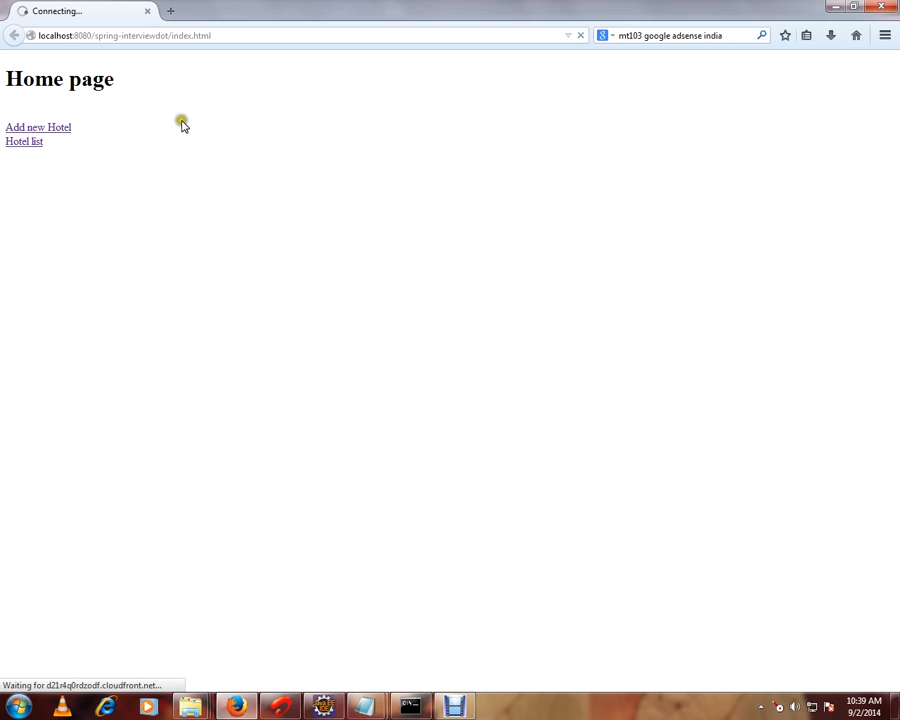 Connecting...
localhost:8080/spring-interviewdot/index.html
mt103 google adsense india
Home page
Add new Hotel
Hotel list
Waiting for d21r4q0rdzodf.cloudfront.net...
10:39 AM
9/2/2014